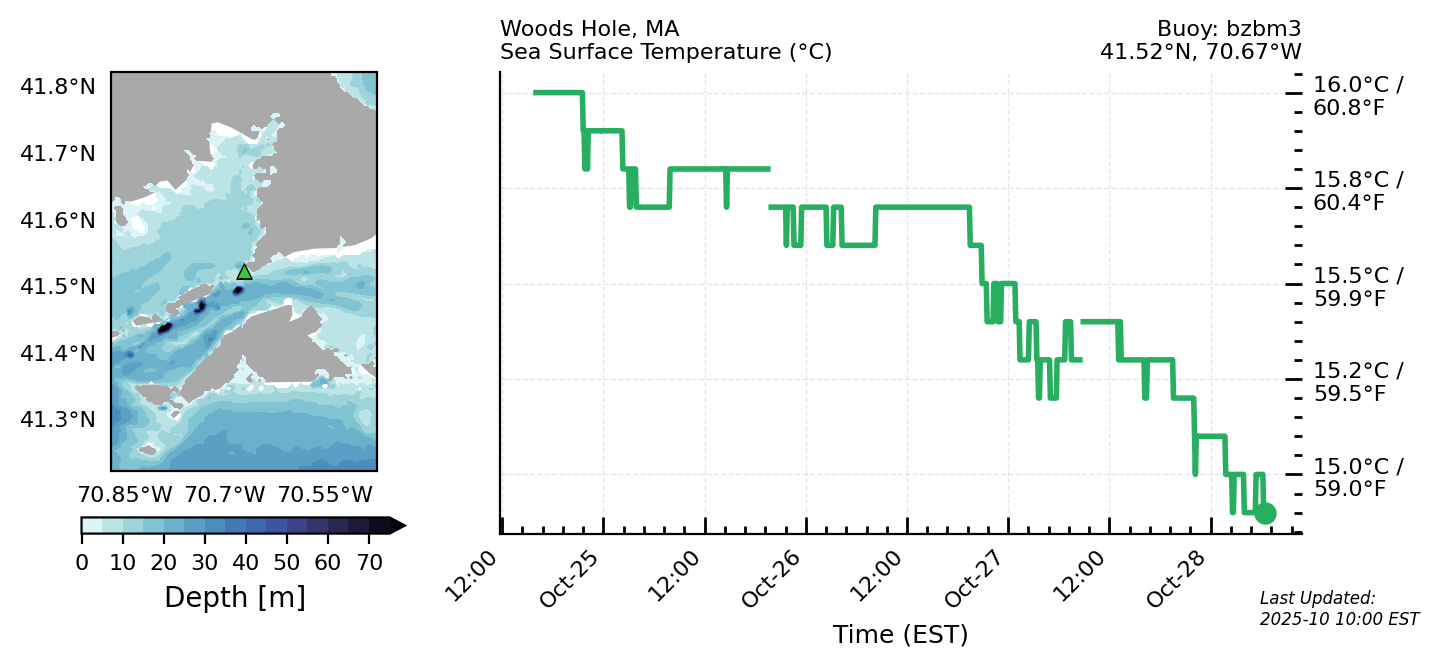 Woods Hole, MA
Sea Surface Temperature (°C)
Buoy: bzbm3
41.52°N, 70.67°W
41.8°N
41.7°N
41.6°N
41.5°N
41.4°N
41.3°N
70.85°W 70.7°W 70.55°W
0 10 20 30 40 50 60 70
Depth [m]
16.0°C /
60.8°F
15.8°C /
60.4°F
15.5°C /
59.9°F
15.2°C /
59.5°F
15.0°C /
59.0°F
12:00 Oct-25 12:00 Oct-26 12:00 Oct-27 12:00 Oct-28
Time (EST)
Last Updated:
2025-10 10:00 EST